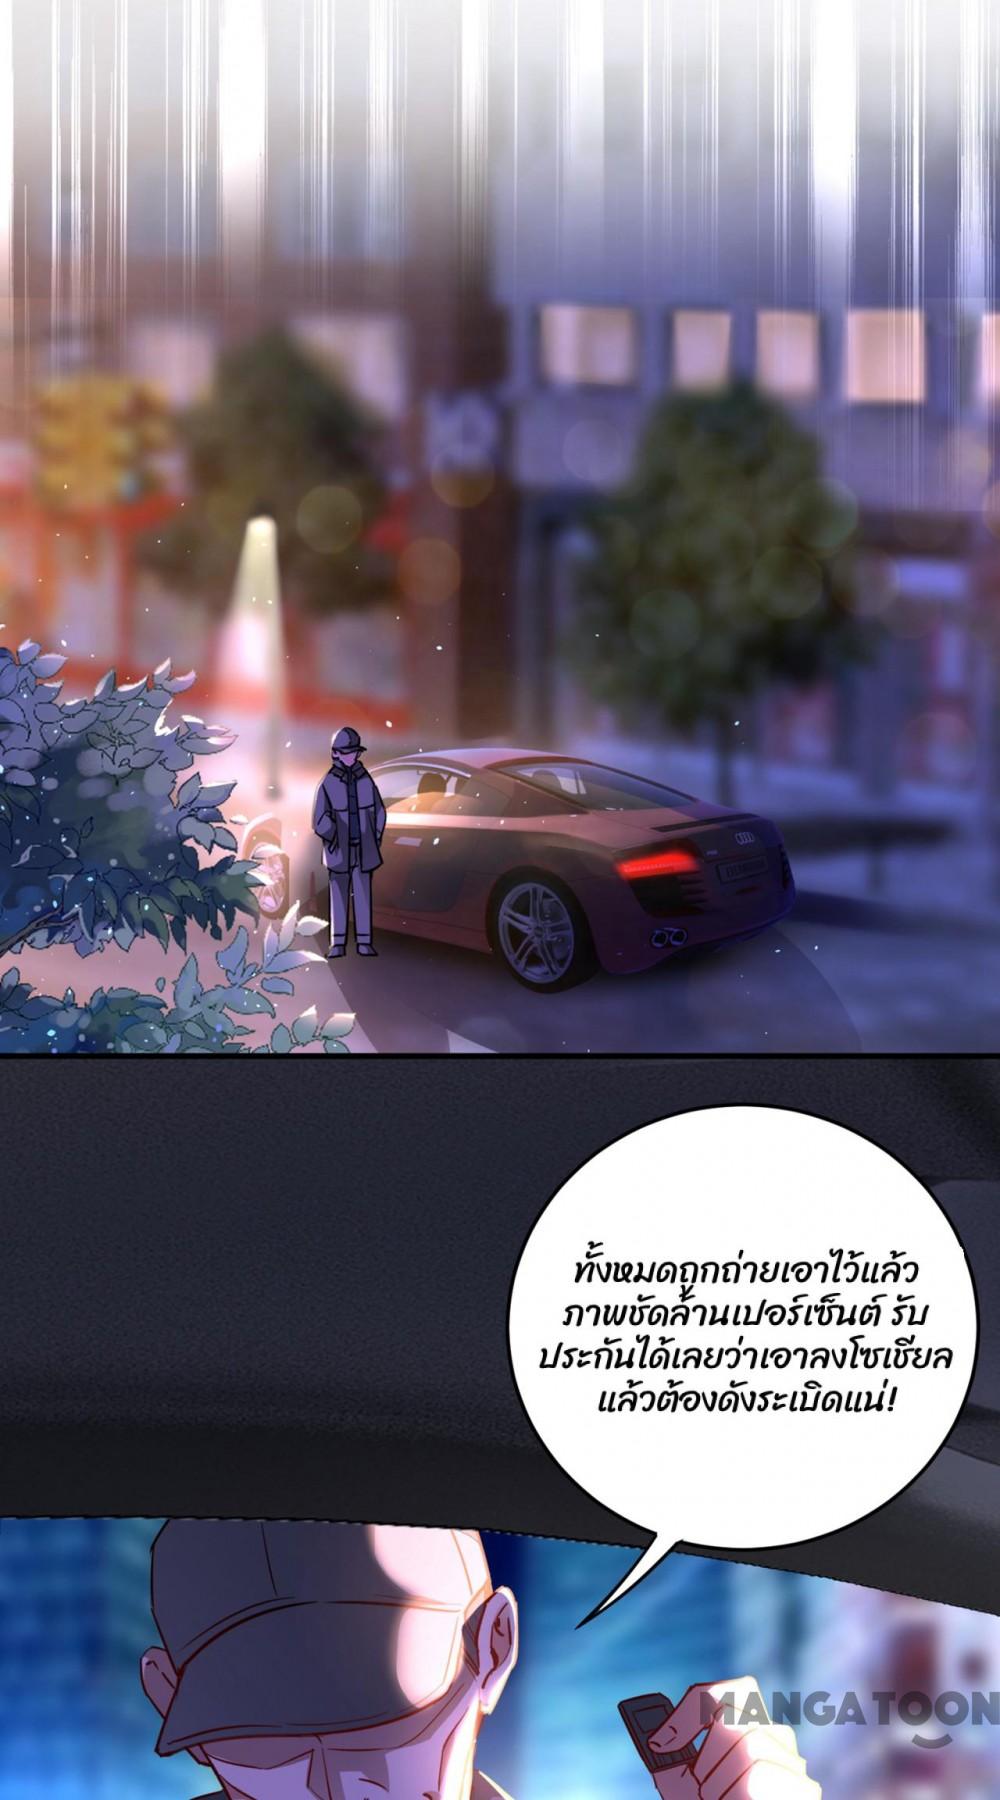 ทั้งหมดถูกถ่ายเอาไว้แล้ว
ภาพชัดล้านเปอร์เซ็นต์ รับ
ประกันได้เลยว่าเอาลงโซเชียล
แล้วต้องดังระเบิดแน่!
MANGATOON